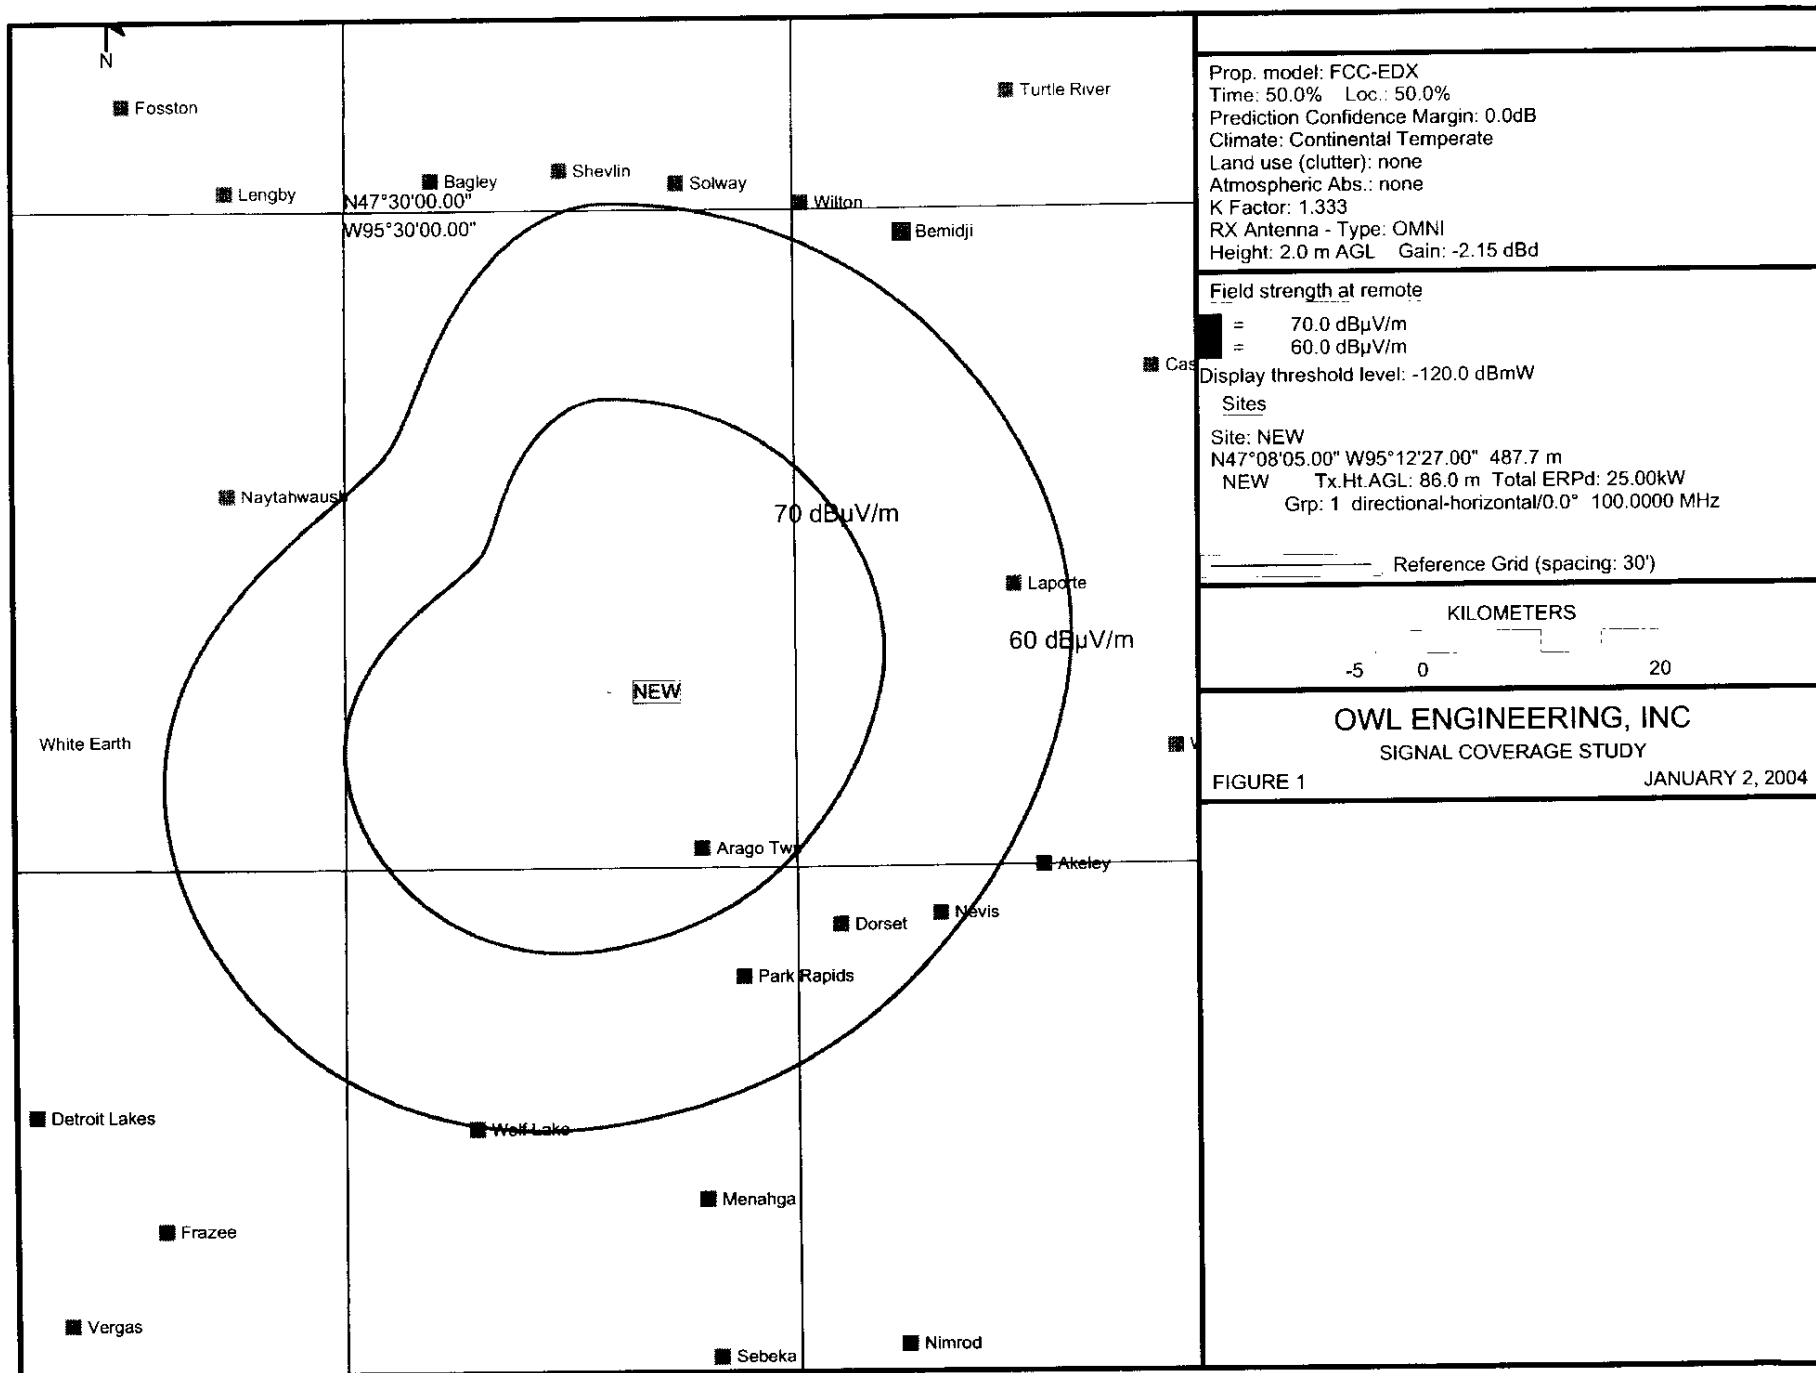 N
Fosston
Turtle River
Lengby
Bagley
Shevlin
Solway
Wilton
N47°30'00.00"
W95°30'00.00"
Bemidji
Cas
Naytahwaush
70 dBµV/m
Laporte
60 dBµV/m
NEW
White Earth
Arago Twp
Akeley
Dorset
Nevis
Park Rapids
Detroit Lakes
Wolf Lake
Menahga
Frazee
Vergas
Sebeka
Nimrod
Prop. model: FCC-EDX
Time: 50.0% Loc.: 50.0%
Prediction Confidence Margin: 0.0dB
Climate: Continental Temperate
Land use (clutter): none
Atmospheric Abs.: none
K Factor: 1.333
RX Antenna - Type: OMNI
Height: 2.0 m AGL Gain: -2.15 dBd
Field strength at remote
= 70.0 dBµV/m
= 60.0 dBµV/m
Display threshold level: -120.0 dBmW
Sites
Site: NEW
N47°08'05.00" W95°12'27.00" 487.7 m
NEW Tx.Ht.AGL: 86.0 m Total ERPd: 25.00kW
Grp: 1 directional-horizontal/0.0° 100.0000 MHz
Reference Grid (spacing: 30')
KILOMETERS
-5 0 20
OWL ENGINEERING, INC
SIGNAL COVERAGE STUDY
FIGURE 1 JANUARY 2, 2004